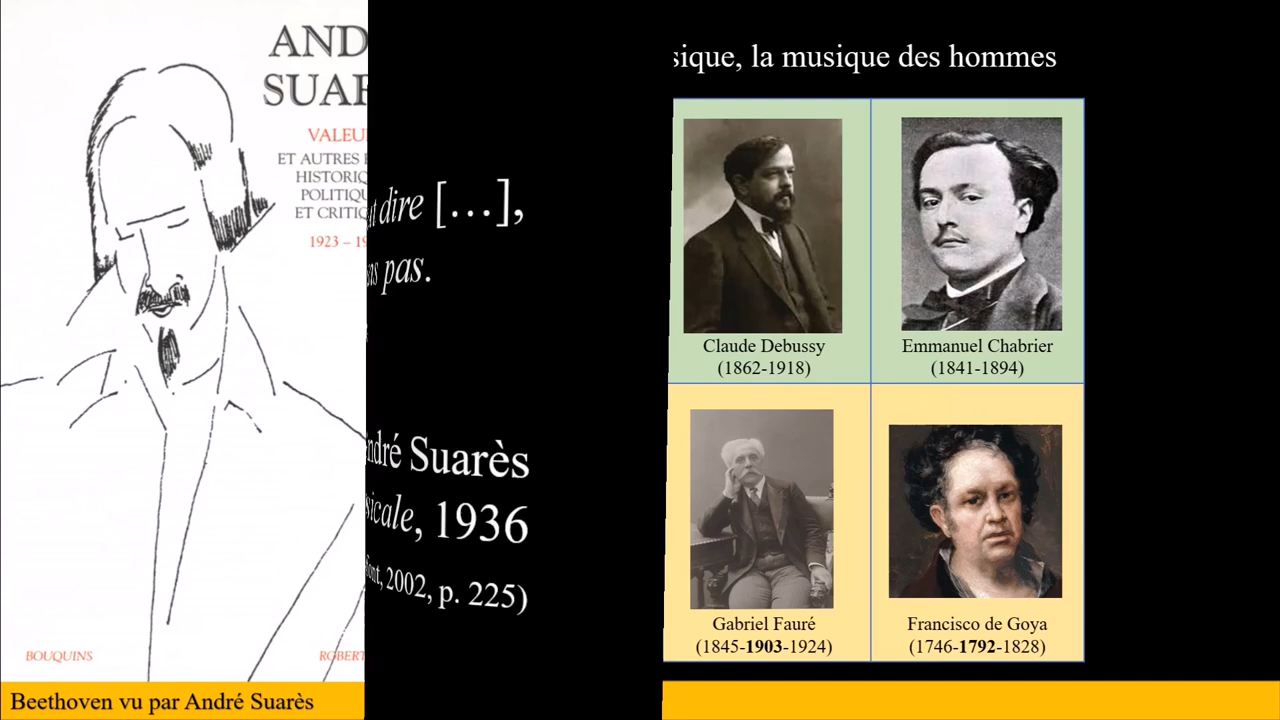 AND
SUAR
VALEU
ET AUTRES
HISTORIQ
POLITIQU
ET CRITIQ
1923 – 19
BOUQUINS
ROBERT
Beethoven vu par André Suarès
dire […],
pas.
André Suarès
sicale, 1936
2002, p. 225)
sique, la musique des hommes
Claude Debussy
(1862-1918)
Emmanuel Chabrier
(1841-1894)
Gabriel Fauré
(1845-1903-1924)
Francisco de Goya
(1746-1792-1828)